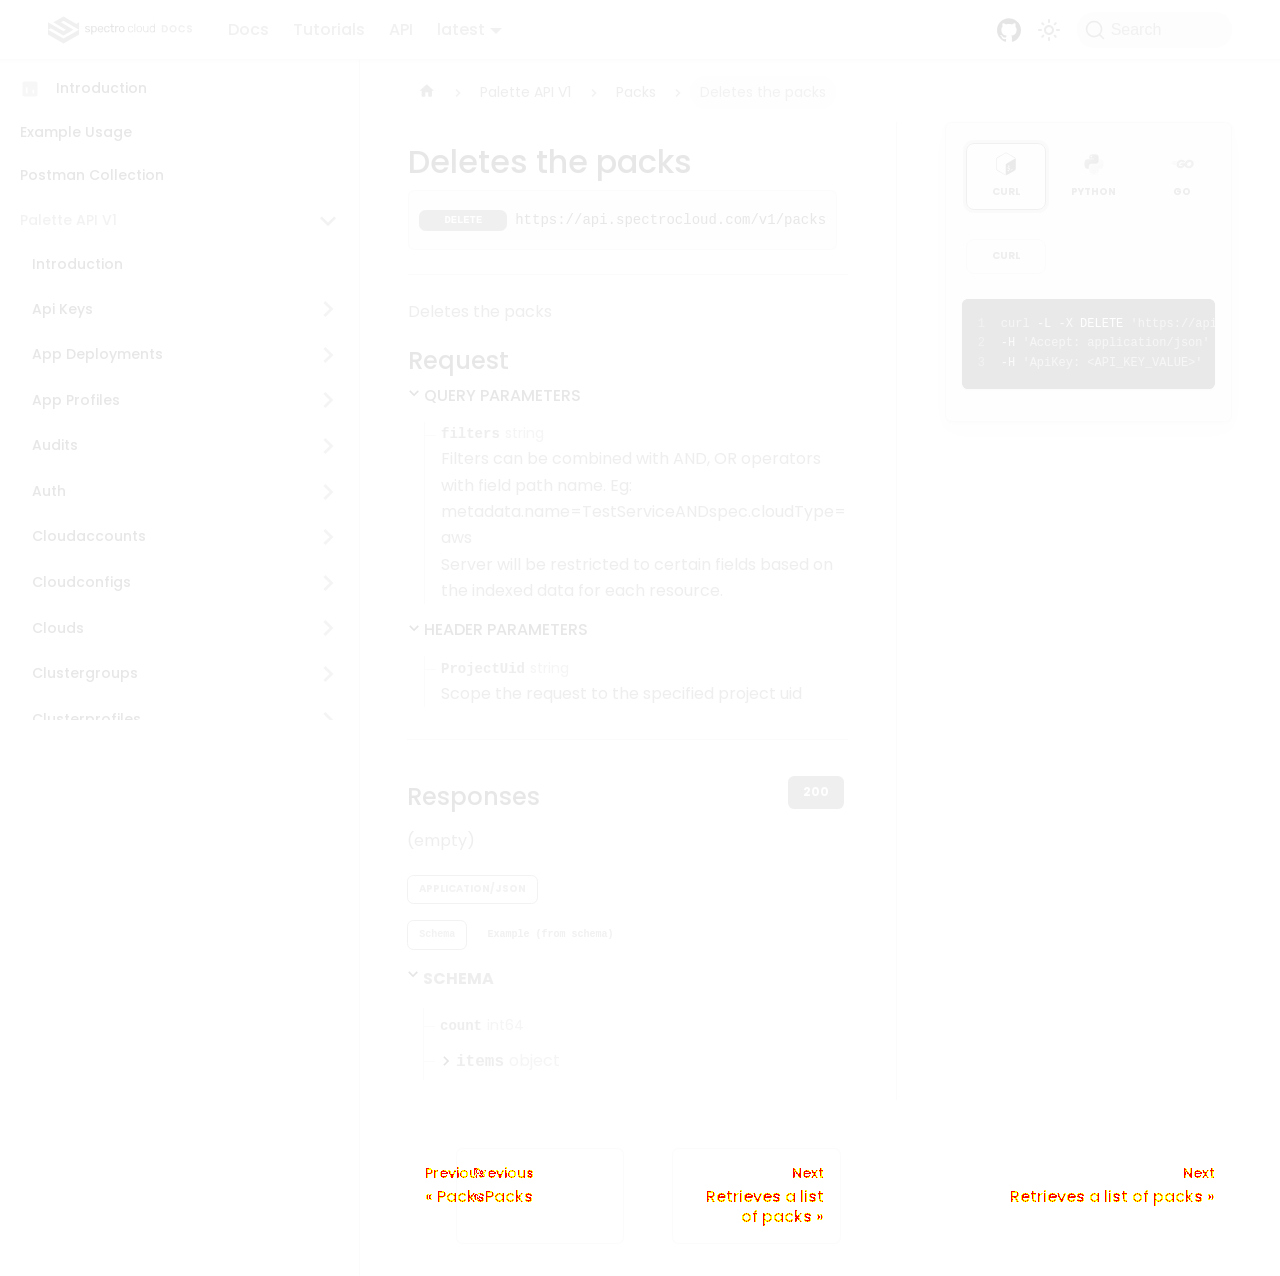 spectro cloud DOCS
Docs Tutorials API latest
Search
Introduction
Example Usage
Postman Collection
Palette API V1
Introduction
Api Keys
App Deployments
App Profiles
Audits
Auth
Cloudaccounts
Cloudconfigs
Clouds
Clustergroups
Clusterprofiles
Palette API V1 > Packs > Deletes the packs
Deletes the packs
DELETE https://api.spectrocloud.com/v1/packs
Deletes the packs
Request
QUERY PARAMETERS
filters string
Filters can be combined with AND, OR operators
with field path name. Eg:
metadata.name=TestServiceANDspec.cloudType=
aws
Server will be restricted to certain fields based on
the indexed data for each resource.
HEADER PARAMETERS
ProjectUid string
Scope the request to the specified project uid
Responses
200
(empty)
APPLICATION/JSON
Schema Example (from schema)
SCHEMA
count int64
items object
CURL PYTHON GO
CURL
1 curl -L -X DELETE 'https://api
2 -H 'Accept: application/json'
3 -H 'ApiKey: <API_KEY_VALUE>'
Previous
« Packs
Previous
« Packs
Next
Retrieves a list
of packs »
Next
Retrieves a list of packs »